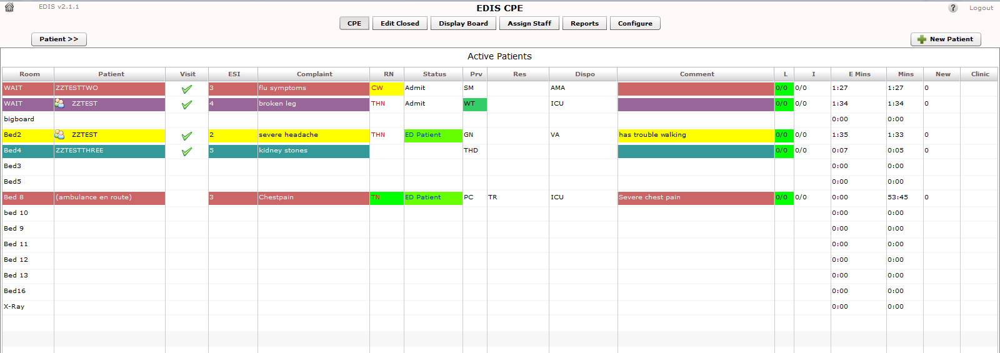 EDIS v2.1.1
EDIS CPE
? Logout
CPE Edit Closed Display Board Assign Staff Reports Configure
Patient >> New Patient
Active Patients
Room Patient Visit ESI Complaint RN Status Prv Res Dispo Comment L I E Mins Mins New Clinic
WAIT ZZTESTTWO 3 flu symptoms CW Admit SM AMA 0/0 0/0 1:27 1:27 0
WAIT ZZTEST 4 broken leg THN Admit WT ICU 0/0 0/0 1:34 1:34 0
bigboard 0:00 0:00
Bed2 ZZTEST 2 severe headache THN ED Patient GN VA has trouble walking 0/0 0/0 1:35 1:33 0
Bed4 ZZTESTTHREE 5 kidney stones THD 0/0 0/0 0:07 0:05 0
Bed3 0:00 0:00
Bed5 0:00 0:00
Bed 8 (ambulance en route) 3 Chestpain TN ED Patient PC TR ICU Severe chest pain 0/0 0/0 0:00 53:45 0
bed 10 0:00 0:00
Bed 9 0:00 0:00
Bed 11 0:00 0:00
Bed 12 0:00 0:00
Bed 13 0:00 0:00
Bed16 0:00 0:00
X-Ray 0:00 0:00